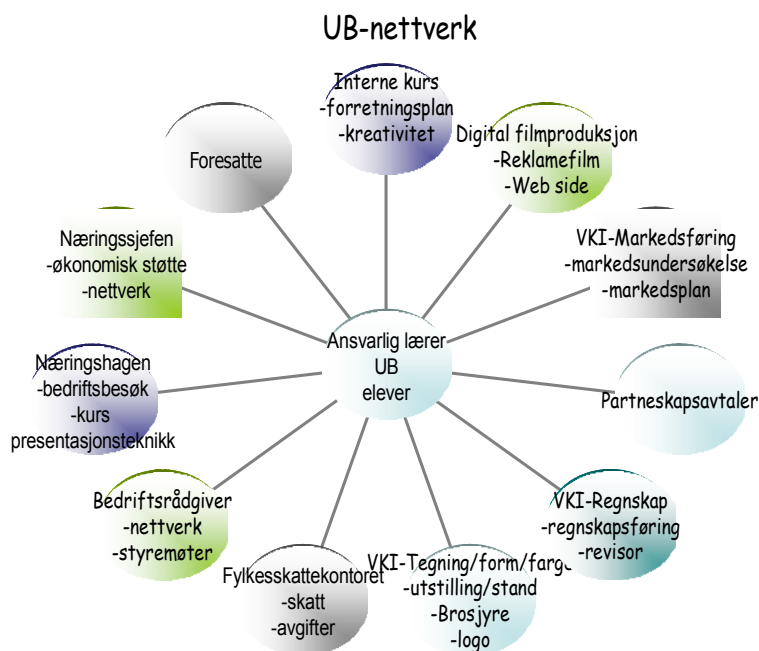 UB-nettverk
Interne kurs
-forretningsplan
-kreativitet
Digital filmproduksjon
-Reklamefilm
-Web side
VKI-Markedsføring
-markedsundersøkelse
-markedsplan
Partneskapsavtaler
VKI-Regnskap
-regnskapsføring
-revisor
VKI-Tegning/form/farge
-utstilling/stand
-Brosjyre
-logo
Fylkesskattekontoret
-skatt
-avgifter
Bedriftsrådgiver
-nettverk
-styremøter
Næringshagen
-bedriftsbesøk
-kurs
presentasjonsteknikk
Næringssjefen
-økonomisk støtte
-nettverk
Foresatte
Ansvarlig lærer
UB
elever